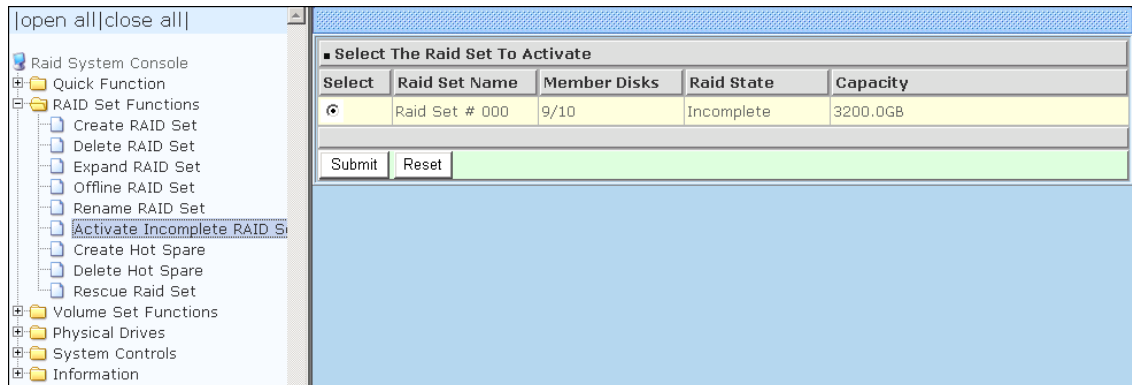 |open all|close all|
Raid System Console
Quick Function
RAID Set Functions
Create RAID Set
Delete RAID Set
Expand RAID Set
Offline RAID Set
Rename RAID Set
Activate Incomplete RAID S
Create Hot Spare
Delete Hot Spare
Rescue Raid Set
Volume Set Functions
Physical Drives
System Controls
Information
Select The Raid Set To Activate
Select Raid Set Name Member Disks Raid State Capacity
Raid Set # 000 9/10 Incomplete 3200.0GB
Submit Reset